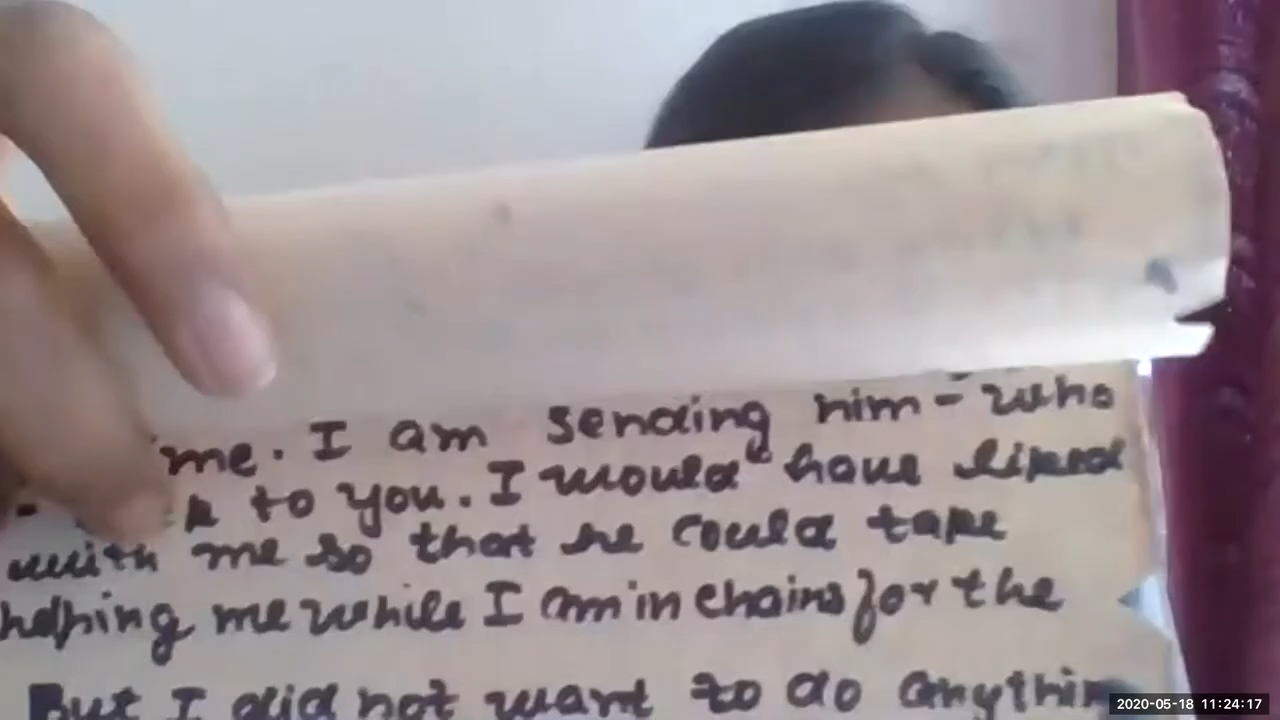 me. I am sending him - who
to you. I would have liked
with me so that he could take
helping me while I am in chains for the
But I did not want to do anythin
2020-05-18 11:24:17